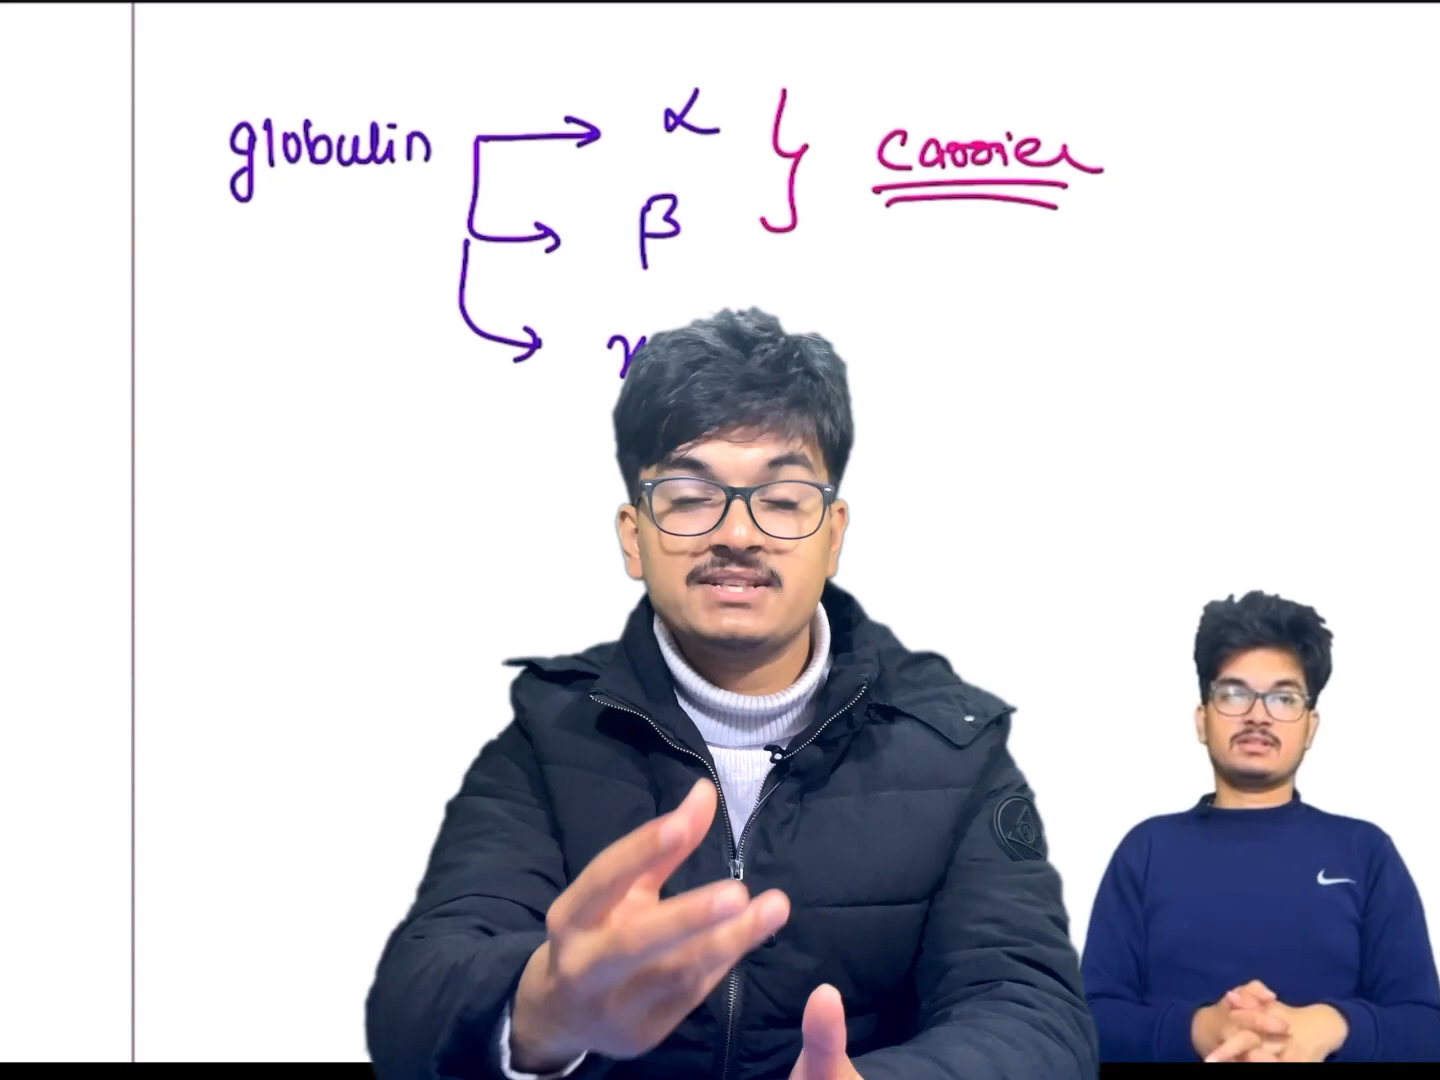 globulin
α
carrier
β
γ